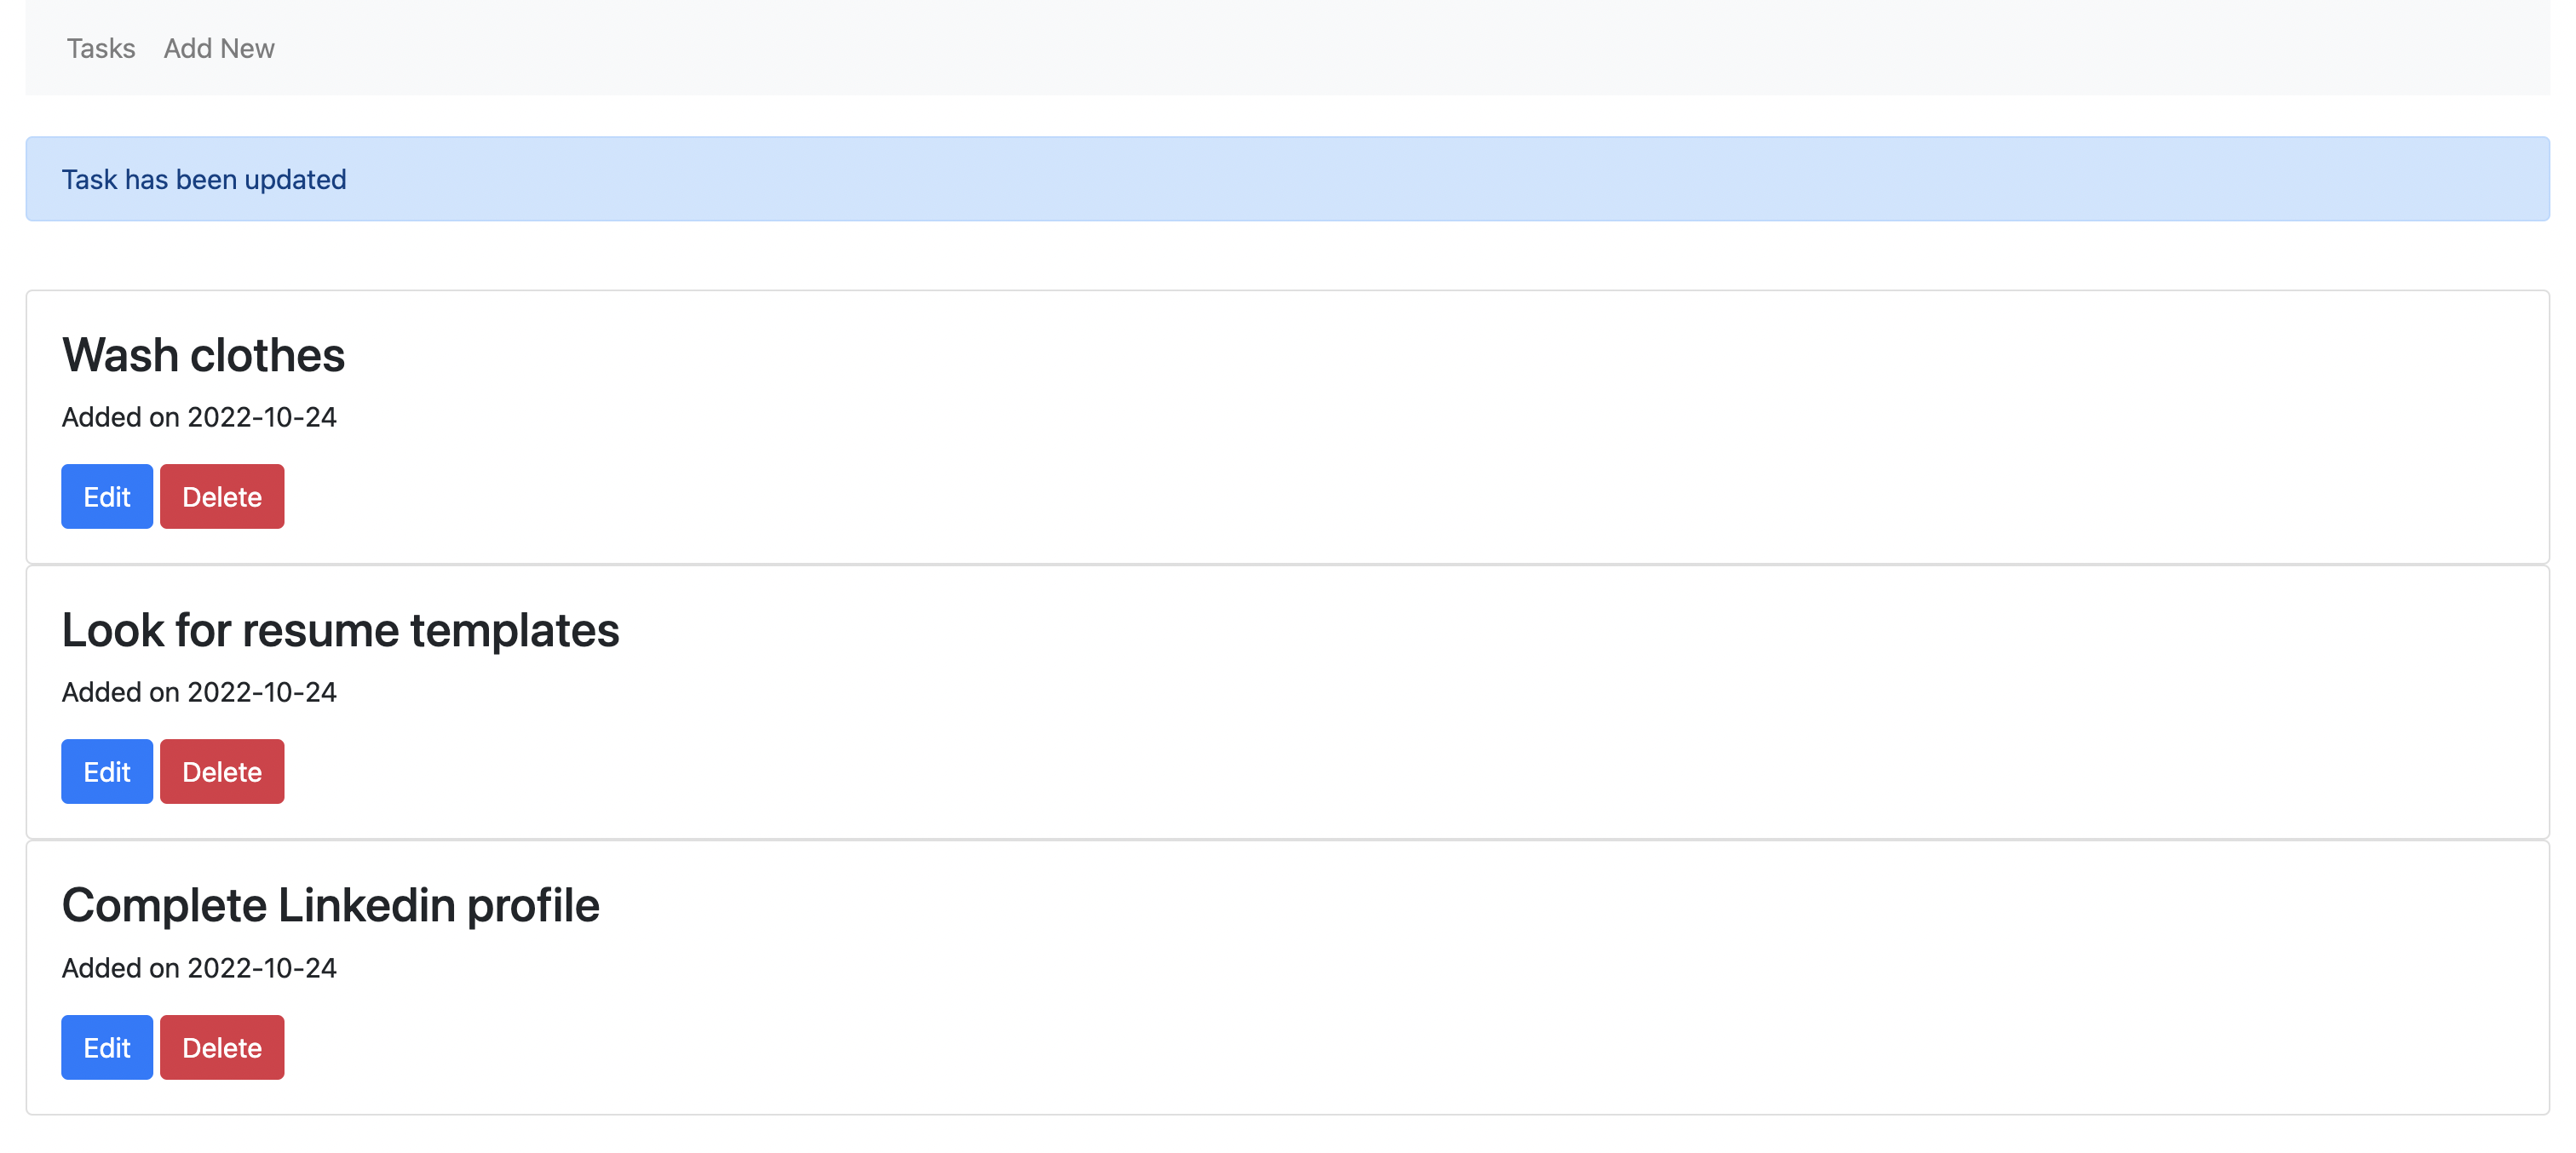 Tasks Add New
Task has been updated
Wash clothes
Added on 2022-10-24
Edit Delete
Look for resume templates
Added on 2022-10-24
Edit Delete
Complete Linkedin profile
Added on 2022-10-24
Edit Delete